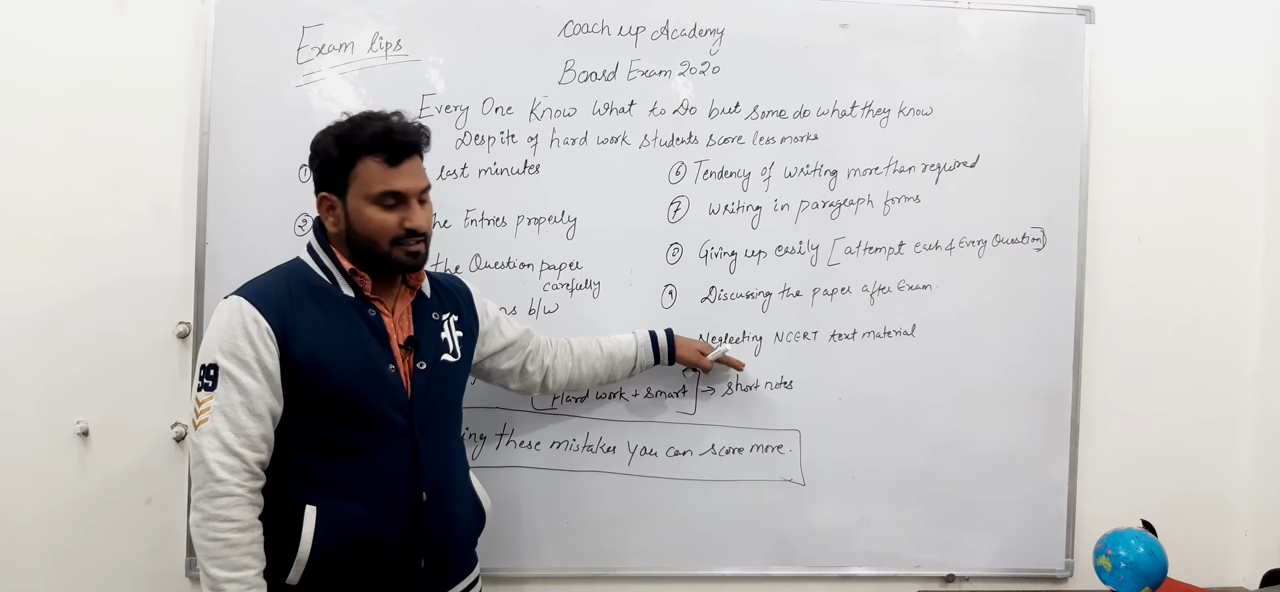 Exam Tips
Coach up Academy
Board Exam 2020
Every One Know What to Do but some do what they know
Despite of hard work students score less marks
① last minutes
② he Entries properly
the Question paper
carefully
b/w
[Hard work + smart] → short notes
ing these mistakes you can score more.
⑥ Tendency of writing more than required
⑦ Writing in paragraph forms
⑧ Giving up easily [attempt each & Every Question]
⑨ Discussing the paper after Exam.
Neglecting NCERT text material
99
F